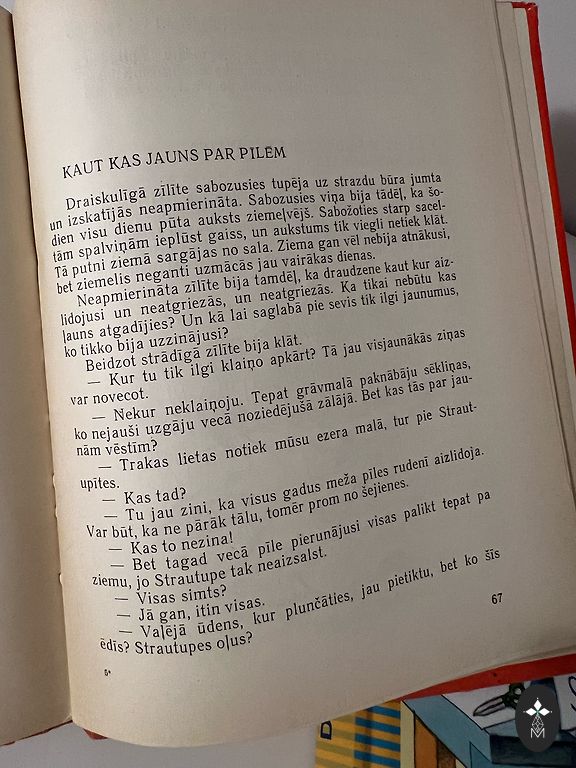 KAUT KAS JAUNS PAR PILEM
Draiskulīgā zīlīte sabozusies tupēja uz strazdu būra jumta
un izskatījās neapmierināta. Sabozusies viņa bija tādēļ, ka šo-
dien visu dienu pūta auksts ziemeļvējš. Sabožoties starp sacel-
tām spalviņām ieplūst gaiss, un aukstums tik viegli netiek klāt.
Tā putni ziemā sargājas no sala. Ziema gan vēl nebija atnākusi,
bet ziemelis neganti uzmācās jau vairākas dienas.
Neapmierināta zīlīte bija tamdēļ, ka draudzene kaut kur aiz-
lidojusi un neatgriezās, un neatgriezās. Ka tikai nebūtu kas
ļauns atgadījies? Un kā lai saglabā pie sevis tik ilgi jaunumus,
ko tikko bija uzzinājusi?
Beidzot strādīgā zīlīte bija klāt.
— Kur tu tik ilgi klaiņo apkārt? Tā jau visjaunākās ziņas
var novecot.
— Nekur neklaiņoju. Tepat grāvmalā paknābāju sēkliņas,
ko nejauši uzgāju vecā noziedējušā zālājā. Bet kas tās par jau-
nām vēstīm?
— Trakas lietas notiek mūsu ezera malā, tur pie Straut-
upītes.
— Kas tad?
— Tu jau zini, ka visus gadus meža pīles rudenī aizlidoja.
Var būt, ka ne pārāk tālu, tomēr prom no šejienes.
— Kas to nezina!
— Bet tagad vecā pīle pierunājusi visas palikt tepat pa
ziemu, jo Strautupe tak neaizsalst.
— Visas simts?
— Jā gan, itin visas.
— Vaļējā ūdens, kur plunčāties, jau pietiktu, bet ko šīs
ēdīs? Strautupes oļus?
67
5*
M